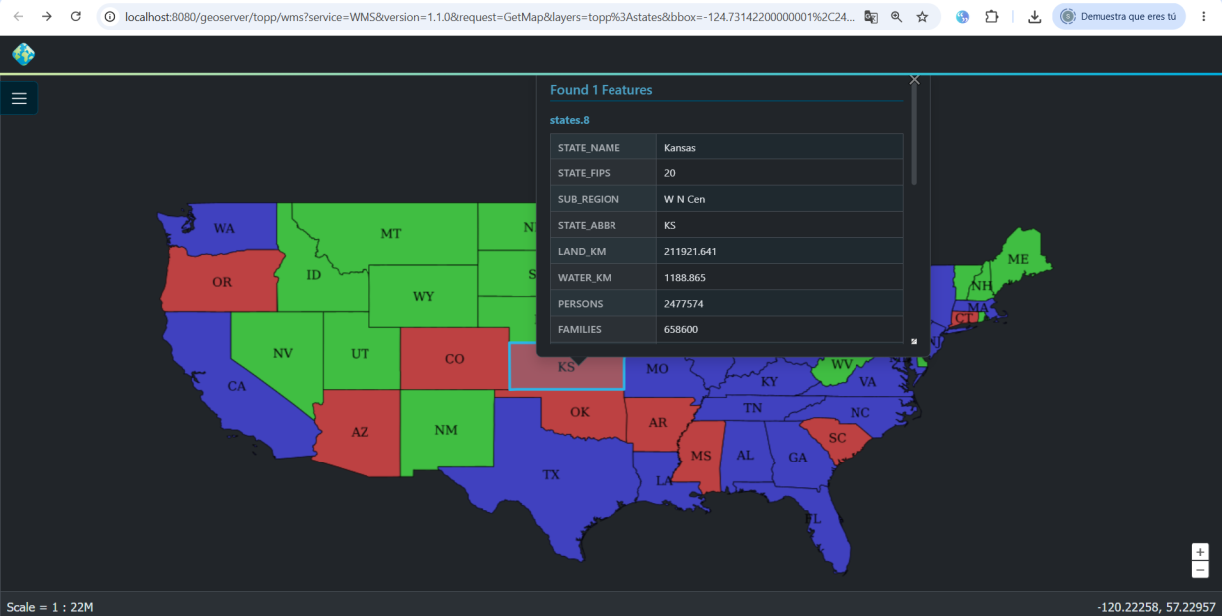 localhost:8080/geoserver/topp/wms?service=WMS&version=1.1.0&request=GetMap&layers=topp%3Astates&bbox=-124.73142200000001%2C24...
Demuestra que eres tú
Found 1 Features
states.8
STATE_NAME Kansas
STATE_FIPS 20
SUB_REGION W N Cen
STATE_ABBR KS
LAND_KM 211921.641
WATER_KM 1188.865
PERSONS 2477574
FAMILIES 658600
WA
MT
OR
ID
WY
ME
NH
MA
CT
NV
UT
CO
KS
MO
WV
KY
VA
CA
AZ
NM
OK
AR
TN
NC
SC
MS
AL
GA
TX
LA
FL
+
−
Scale = 1 : 22M
-120.22258, 57.22957